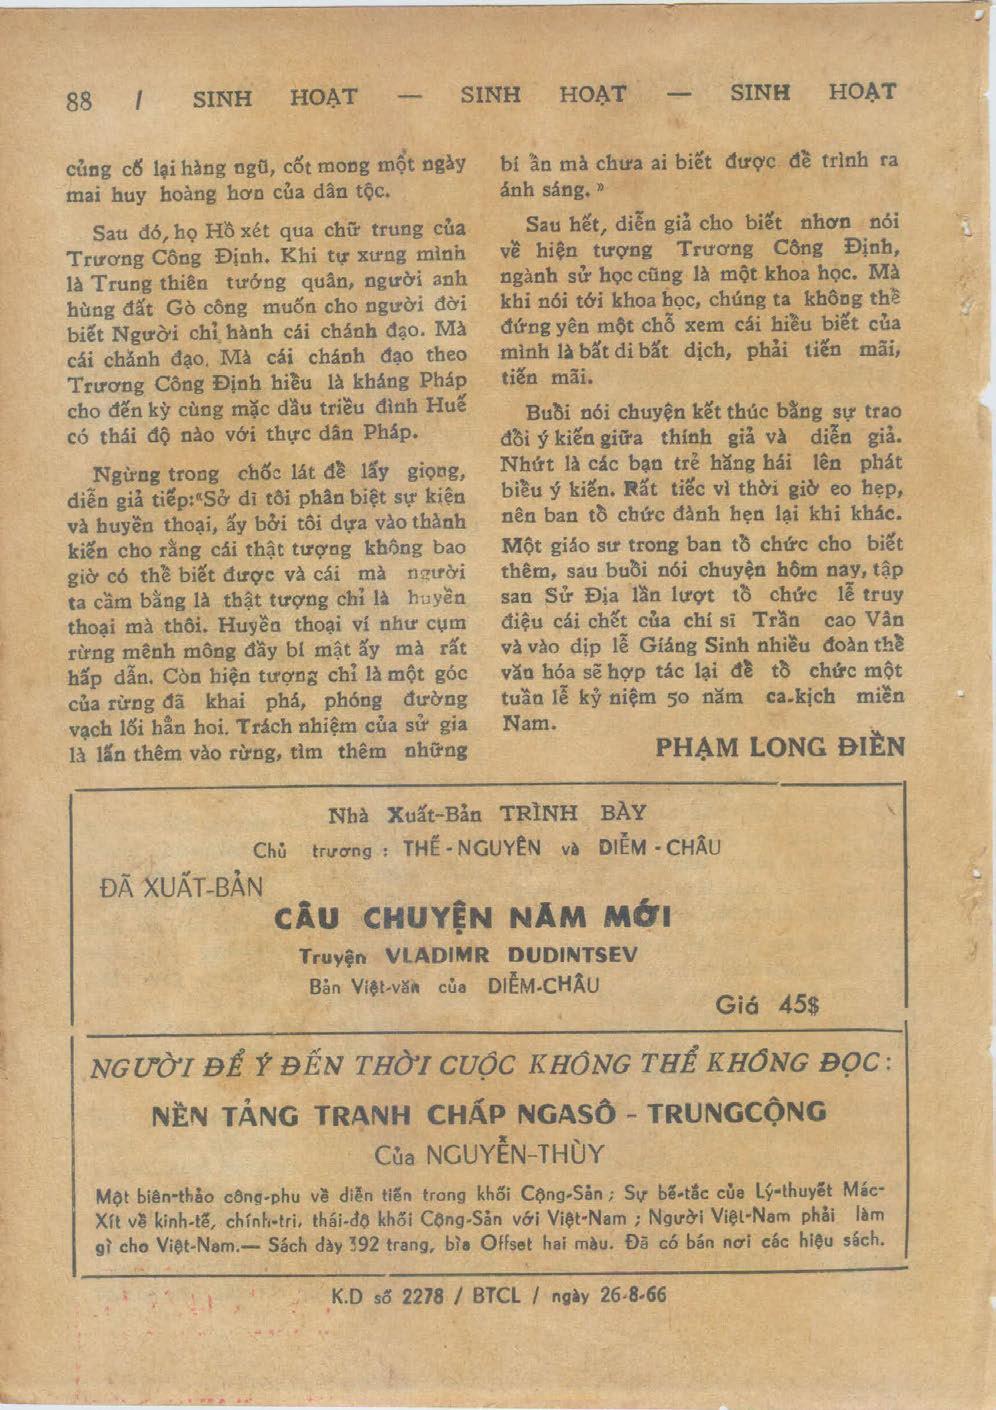 88 / SINH HOẠT — SINH HOẠT — SINH HOẠT
củng cố lại hàng ngũ, cốt mong một ngày
mai huy hoàng hơn của dân tộc.
Sau đó, họ Hồ xét qua chữ trung của
Trương Công Định. Khi tự xưng mình
là Trung thiên tướng quân, người anh
hùng đất Gò công muốn cho người đời
biết Người chỉ hành cái chánh đạo. Mà
cái chánh đạo. Mà cái chánh đạo theo
Trương Công Định hiểu là kháng Pháp
cho đến kỳ cùng mặc dầu triều đình Huế
có thái độ nào với thực dân Pháp.
Ngừng trong chốc lát để lấy giọng,
diễn giả tiếp:«Sở dĩ tôi phân biệt sự kiện
và huyền thoại, ấy bởi tôi dựa vào thành
kiến cho rằng cái thật tượng không bao
giờ có thể biết được và cái mà người
ta cầm bằng là thật tượng chỉ là huyền
thoại mà thôi. Huyền thoại ví như cụm
rừng mênh mông đầy bí mật ấy mà rất
hấp dẫn. Còn hiện tượng chỉ là một góc
của rừng đã khai phá, phóng đường
vạch lối hẳn hoi. Trách nhiệm của sử gia
là lấn thêm vào rừng, tìm thêm những
bí ẩn mà chưa ai biết được để trình ra
ánh sáng. »
Sau hết, diễn giả cho biết nhơn nói
về hiện tượng Trương Công Định,
ngành sử học cũng là một khoa học. Mà
khi nói tới khoa học, chúng ta không thể
đứng yên một chỗ xem cái hiểu biết của
mình là bất di bất dịch, phải tiến mãi,
tiến mãi.
Buổi nói chuyện kết thúc bằng sự trao
đổi ý kiến giữa thính giả và diễn giả.
Nhứt là các bạn trẻ hăng hái lên phát
biểu ý kiến. Rất tiếc vì thời giờ eo hẹp,
nên ban tổ chức đành hẹn lại khi khác.
Một giáo sư trong ban tổ chức cho biết
thêm, sau buổi nói chuyện hôm nay, tập
san Sử Địa lần lượt tổ chức lễ truy
điệu cái chết của chí sĩ Trần cao Vân
và vào dịp lễ Giáng Sinh nhiều đoàn thể
văn hóa sẽ hợp tác lại để tổ chức một
tuần lễ kỷ niệm 50 năm ca-kịch miền
Nam.
PHẠM LONG ĐIỀN
Nhà Xuất-Bản TRÌNH BÀY
Chủ trương : THẾ-NGUYÊN và DIỄM-CHÂU
ĐÃ XUẤT-BẢN
CÂU CHUYỆN NĂM MỚI
Truyện VLADIMR DUDINTSEV
Bản Việt-văn của DIỄM-CHÂU
Giá 45$
NGƯỜI ĐỂ Ý ĐẾN THỜI CUỘC KHÔNG THỂ KHÔNG ĐỌC :
NỀN TẢNG TRANH CHẤP NGASÔ - TRUNGCỘNG
Của NGUYỄN-THÙY
Một biên-thảo công-phu về diễn tiến trong khối Cộng-Sản ; Sự bế-tắc của Lý-thuyết Mác-
Xít về kinh-tế, chính-tri, thái-độ khối Cộng-Sản với Việt-Nam ; Người Việt-Nam phải làm
gì cho Việt-Nam.— Sách dày 392 trang, bìa Offset hai màu. Đã có bán nơi các hiệu sách.
K.D số 2278 / BTCL / ngày 26-8-66